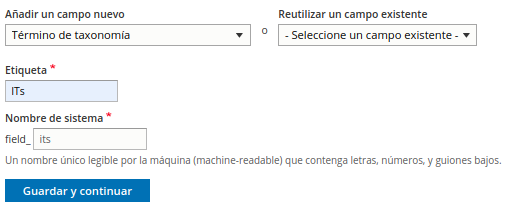 Añadir un campo nuevo
Reutilizar un campo existente
Término de taxonomía
o
- Seleccione un campo existente -
Etiqueta *
ITs
Nombre de sistema *
field_ its
Un nombre único legible por la máquina (machine-readable) que contenga letras, números, y guiones bajos.
Guardar y continuar